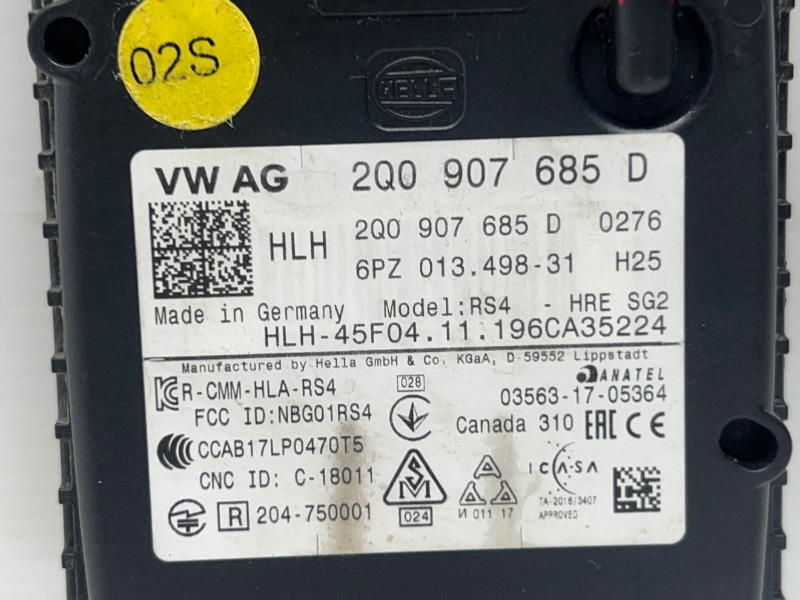 02S
HELLA
VW AG 2Q0 907 685 D
HLH 2Q0 907 685 D 0276
6PZ 013.498-31 H25
Made in Germany Model:RS4 - HRE SG2
HLH-45F04.11.196CA35224
Manufactured by Hella GmbH & Co. KGaA, D-59552 Lippstadt
R-CMM-HLA-RS4
028
ANATEL
03563-17-05364
FCC ID:NBG01RS4
Canada 310 EAC CE
CCAB17LP0470T5
CNC ID: C-18011
ICASA
TA-2016/3407
APPROVED
R 204-750001
SM
024
И 011 17